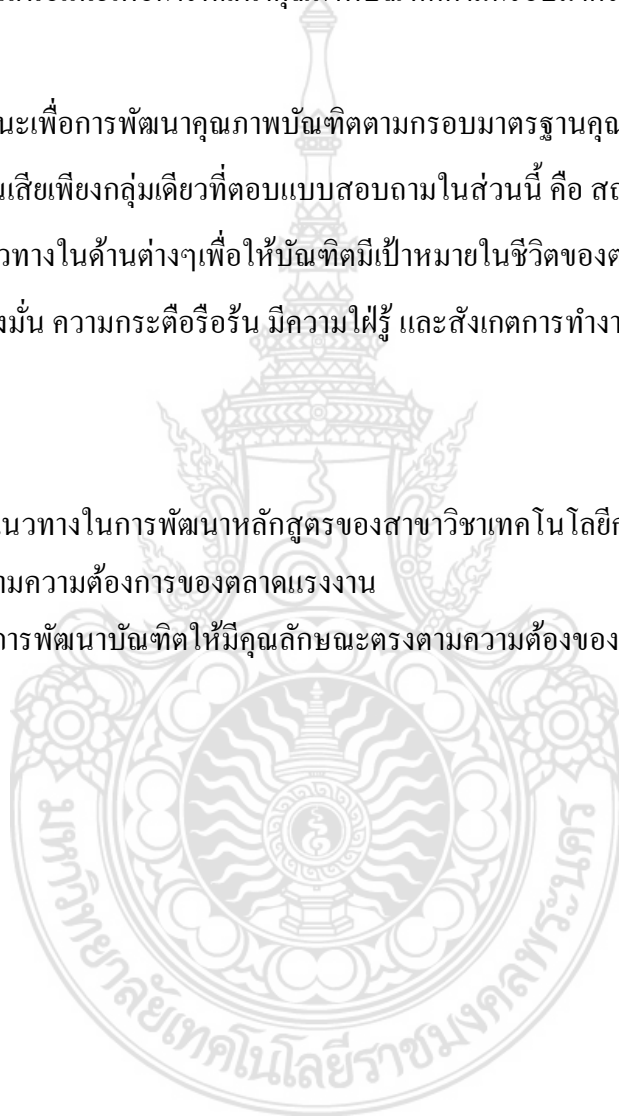 นะเพื่อการพัฒนาคุณภาพบัณฑิตตามกรอบมาตรฐานคุณ
นเสียเพียงกลุ่มเดียวที่ตอบแบบสอบถามในส่วนนี้ คือ สถ
วทางในด้านต่างๆเพื่อให้บัณฑิตมีเป้าหมายในชีวิตของต
งมั่น ความกระตือรือร้น มีความใฝ่รู้ และสังเกตการทำงา
แนวทางในการพัฒนาหลักสูตรของสาขาวิชาเทคโนโลยีก
ามความต้องการของตลาดแรงงาน
การพัฒนาบัณฑิตให้มีคุณลักษณะตรงตามความต้องของ
มหาวิทยาลัยเทคโนโลยีราชมงคลพระนคร